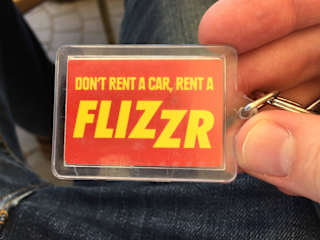 DON'T RENT A CAR, RENT A
FLIZZR